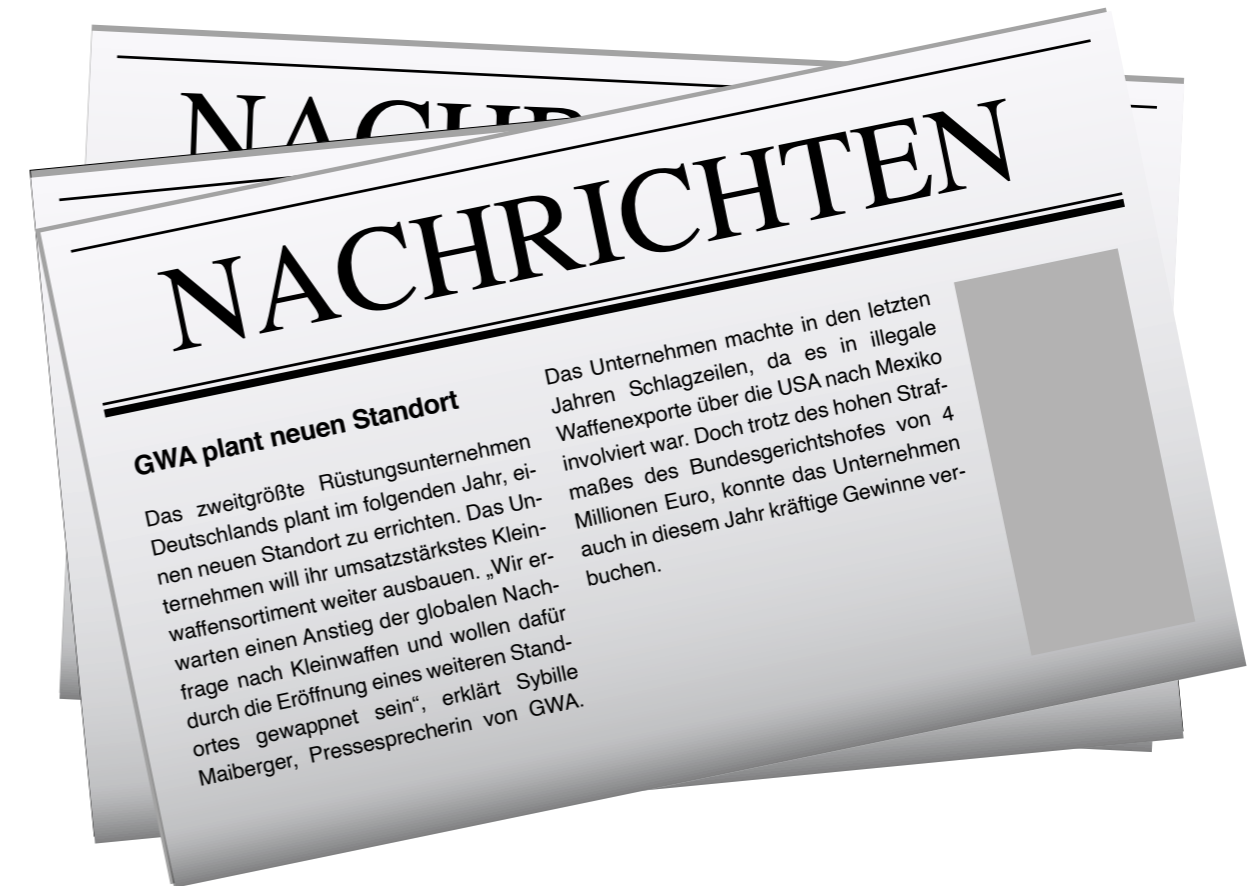 NACHR
NACHRICHTEN
GWA plant neuen Standort
Das zweitgrößte Rüstungsunternehmen
Deutschlands plant im folgenden Jahr, ei-
nen neuen Standort zu errichten. Das Un-
ternehmen will ihr umsatzstärkstes Klein-
waffensortiment weiter ausbauen. „Wir er-
warten einen Anstieg der globalen Nach-
frage nach Kleinwaffen und wollen dafür
durch die Eröffnung eines weiteren Stand-
ortes gewappnet sein“, erklärt Sybille
Maiberger, Pressesprecherin von GWA.
Das Unternehmen machte in den letzten
Jahren Schlagzeilen, da es in illegale
Waffenexporte über die USA nach Mexiko
involviert war. Doch trotz des hohen Straf-
maßes des Bundesgerichtshofes von 4
Millionen Euro, konnte das Unternehmen
auch in diesem Jahr kräftige Gewinne ver-
buchen.